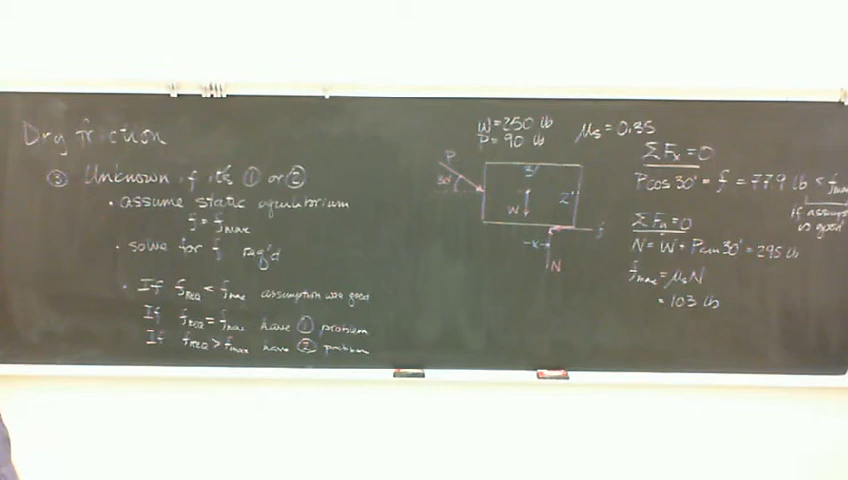 Dry friction
③ Unknown if it's ① or ②
• assume static equilibrium
f = fmax
• solve for f req'd
• If fREQ < fmax assumption was good
If fREQ = fmax have ① problem
If fREQ > fmax have ② problem
W = 250 lb
P = 90 lb
μs = 0.35
P
30°
3'
2'
W
f
-x-
N
ΣFx = 0
Pcos 30° = f = 77.9 lb < fmax
if assump
is good
ΣFy = 0
N = W + Psin 30° = 295 lb
fmax = μsN
= 103 lb